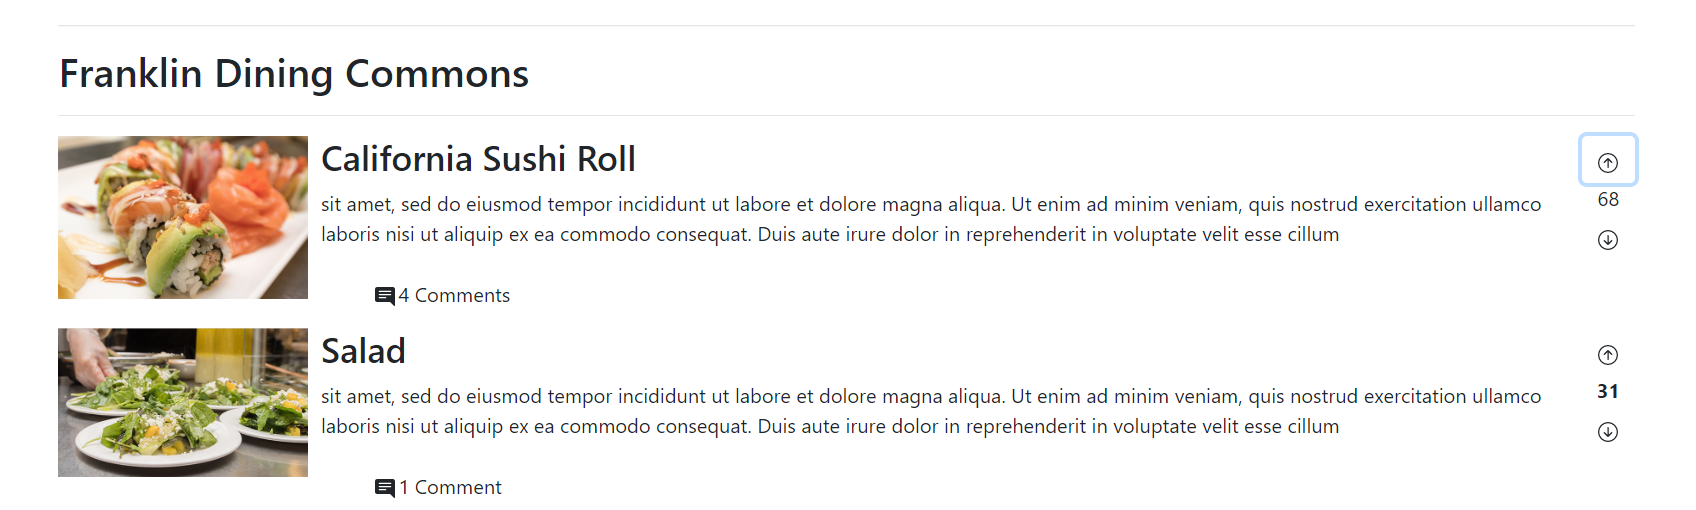 Franklin Dining Commons
California Sushi Roll
sit amet, sed do eiusmod tempor incididunt ut labore et dolore magna aliqua. Ut enim ad minim veniam, quis nostrud exercitation ullamco
laboris nisi ut aliquip ex ea commodo consequat. Duis aute irure dolor in reprehenderit in voluptate velit esse cillum
68
4 Comments
Salad
sit amet, sed do eiusmod tempor incididunt ut labore et dolore magna aliqua. Ut enim ad minim veniam, quis nostrud exercitation ullamco
laboris nisi ut aliquip ex ea commodo consequat. Duis aute irure dolor in reprehenderit in voluptate velit esse cillum
31
1 Comment